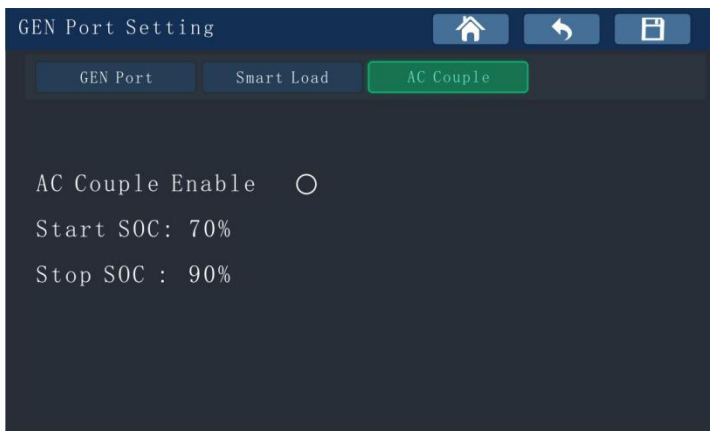 GEN Port Setting
GEN Port Smart Load AC Couple
AC Couple Enable
Start SOC: 70%
Stop SOC : 90%